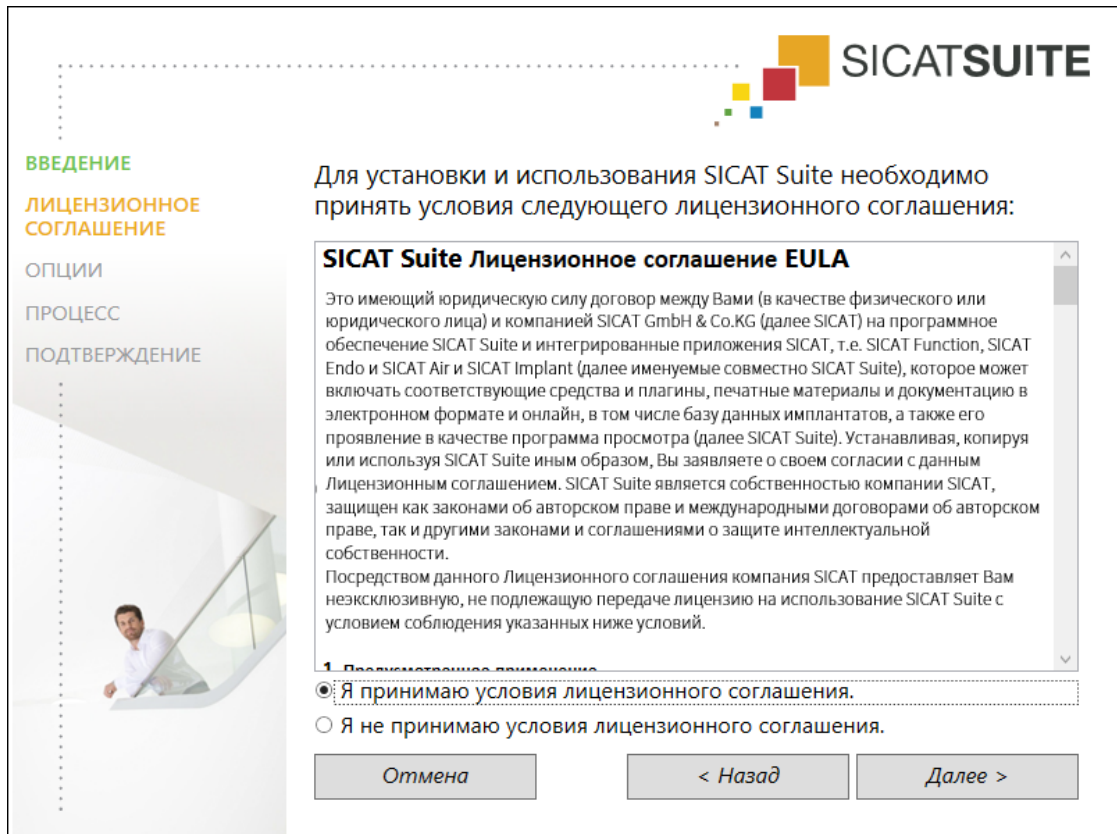 SICATSUITE
ВВЕДЕНИЕ
ЛИЦЕНЗИОННОЕ
СОГЛАШЕНИЕ
ОПЦИИ
ПРОЦЕСС
ПОДТВЕРЖДЕНИЕ
Для установки и использования SICAT Suite необходимо
принять условия следующего лицензионного соглашения:
SICAT Suite Лицензионное соглашение EULA
Это имеющий юридическую силу договор между Вами (в качестве физического или
юридического лица) и компанией SICAT GmbH & Co.KG (далее SICAT) на программное
обеспечение SICAT Suite и интегрированные приложения SICAT, т.е. SICAT Function, SICAT
Endo и SICAT Air и SICAT Implant (далее именуемые совместно SICAT Suite), которое может
включать соответствующие средства и плагины, печатные материалы и документацию в
электронном формате и онлайн, в том числе базу данных имплантатов, а также его
проявление в качестве программа просмотра (далее SICAT Suite). Устанавливая, копируя
или используя SICAT Suite иным образом, Вы заявляете о своем согласии с данным
Лицензионным соглашением. SICAT Suite является собственностью компании SICAT,
защищен как законами об авторском праве и международными договорами об авторском
праве, так и другими законами и соглашениями о защите интеллектуальной
собственности.
Посредством данного Лицензионного соглашения компания SICAT предоставляет Вам
неэксклюзивную, не подлежащую передаче лицензию на использование SICAT Suite с
условием соблюдения указанных ниже условий.
1. Предусмотренное применение
Я принимаю условия лицензионного соглашения.
Я не принимаю условия лицензионного соглашения.
Отмена
< Назад
Далее >